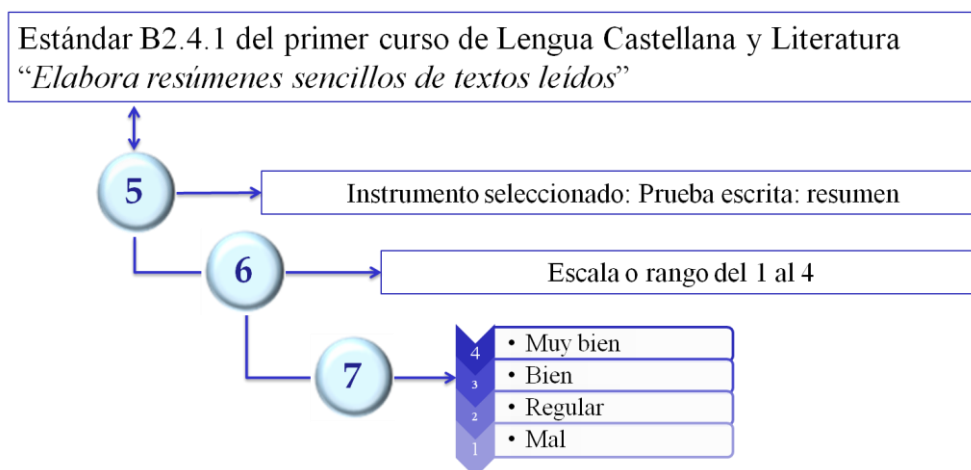 Estándar B2.4.1 del primer curso de Lengua Castellana y Literatura
“Elabora resúmenes sencillos de textos leídos”
5
Instrumento seleccionado: Prueba escrita: resumen
6
Escala o rango del 1 al 4
7
4 • Muy bien
3 • Bien
2 • Regular
1 • Mal